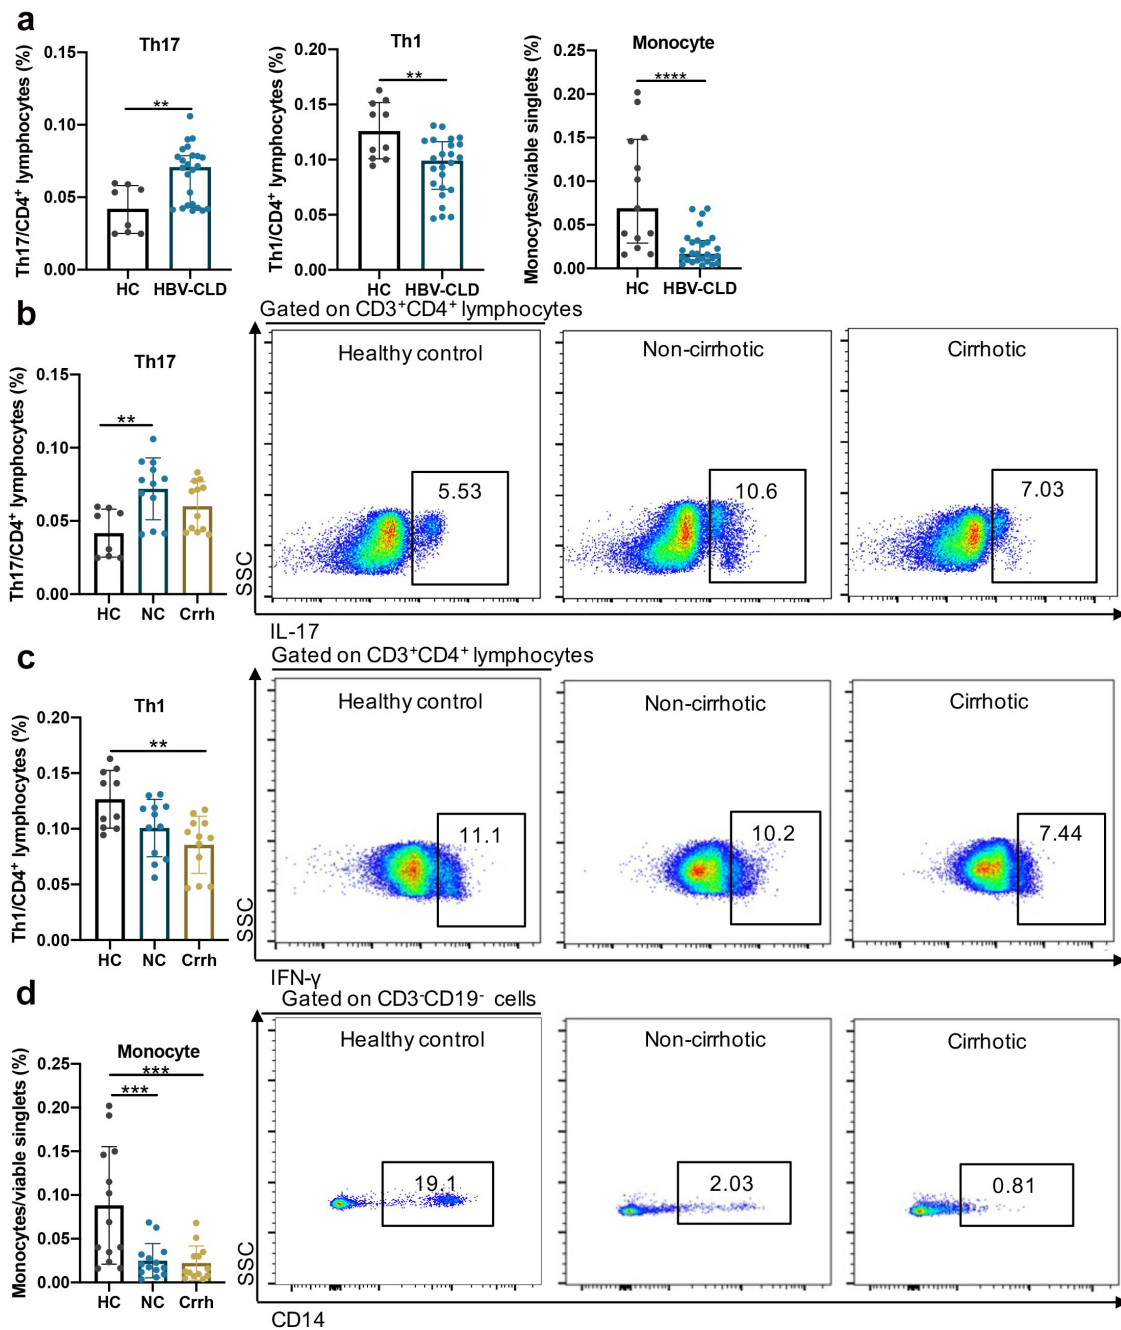 a
Th17
Th17/CD4+ lymphocytes (%)
0.15
0.10
0.05
0.00
**
HC HBV-CLD
Th1
Th1/CD4+ lymphocytes (%)
0.20
0.15
0.10
0.05
0.00
**
HC HBV-CLD
Monocyte
Monocytes/viable singlets (%)
0.25
0.20
0.15
0.10
0.05
0.00
****
HC HBV-CLD
b
Th17
Th17/CD4+ lymphocytes (%)
0.15
0.10
0.05
0.00
**
HC NC Crrh
Gated on CD3+CD4+ lymphocytes
Healthy control
5.53
Non-cirrhotic
10.6
Cirrhotic
7.03
SSC
IL-17
c
Th1
Th1/CD4+ lymphocytes (%)
0.20
0.15
0.10
0.05
0.00
**
HC NC Crrh
Gated on CD3+CD4+ lymphocytes
Healthy control
11.1
Non-cirrhotic
10.2
Cirrhotic
7.44
SSC
IFN-γ
d
Monocyte
Monocytes/viable singlets (%)
0.25
0.20
0.15
0.10
0.05
0.00
***
***
HC NC Crrh
Gated on CD3-CD19- cells
Healthy control
19.1
Non-cirrhotic
2.03
Cirrhotic
0.81
SSC
CD14